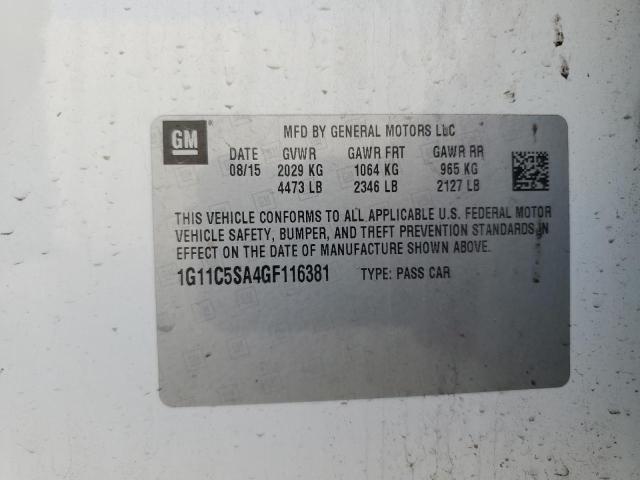 GM
MFD BY GENERAL MOTORS LLC
DATE GVWR GAWR FRT GAWR RR
08/15 2029 KG 1064 KG 965 KG
4473 LB 2346 LB 2127 LB
THIS VEHICLE CONFORMS TO ALL APPLICABLE U.S. FEDERAL MOTOR
VEHICLE SAFETY, BUMPER, AND THEFT PREVENTION STANDARDS IN
EFFECT ON THE DATE OF MANUFACTURE SHOWN ABOVE.
1G11C5SA4GF116381 TYPE: PASS CAR